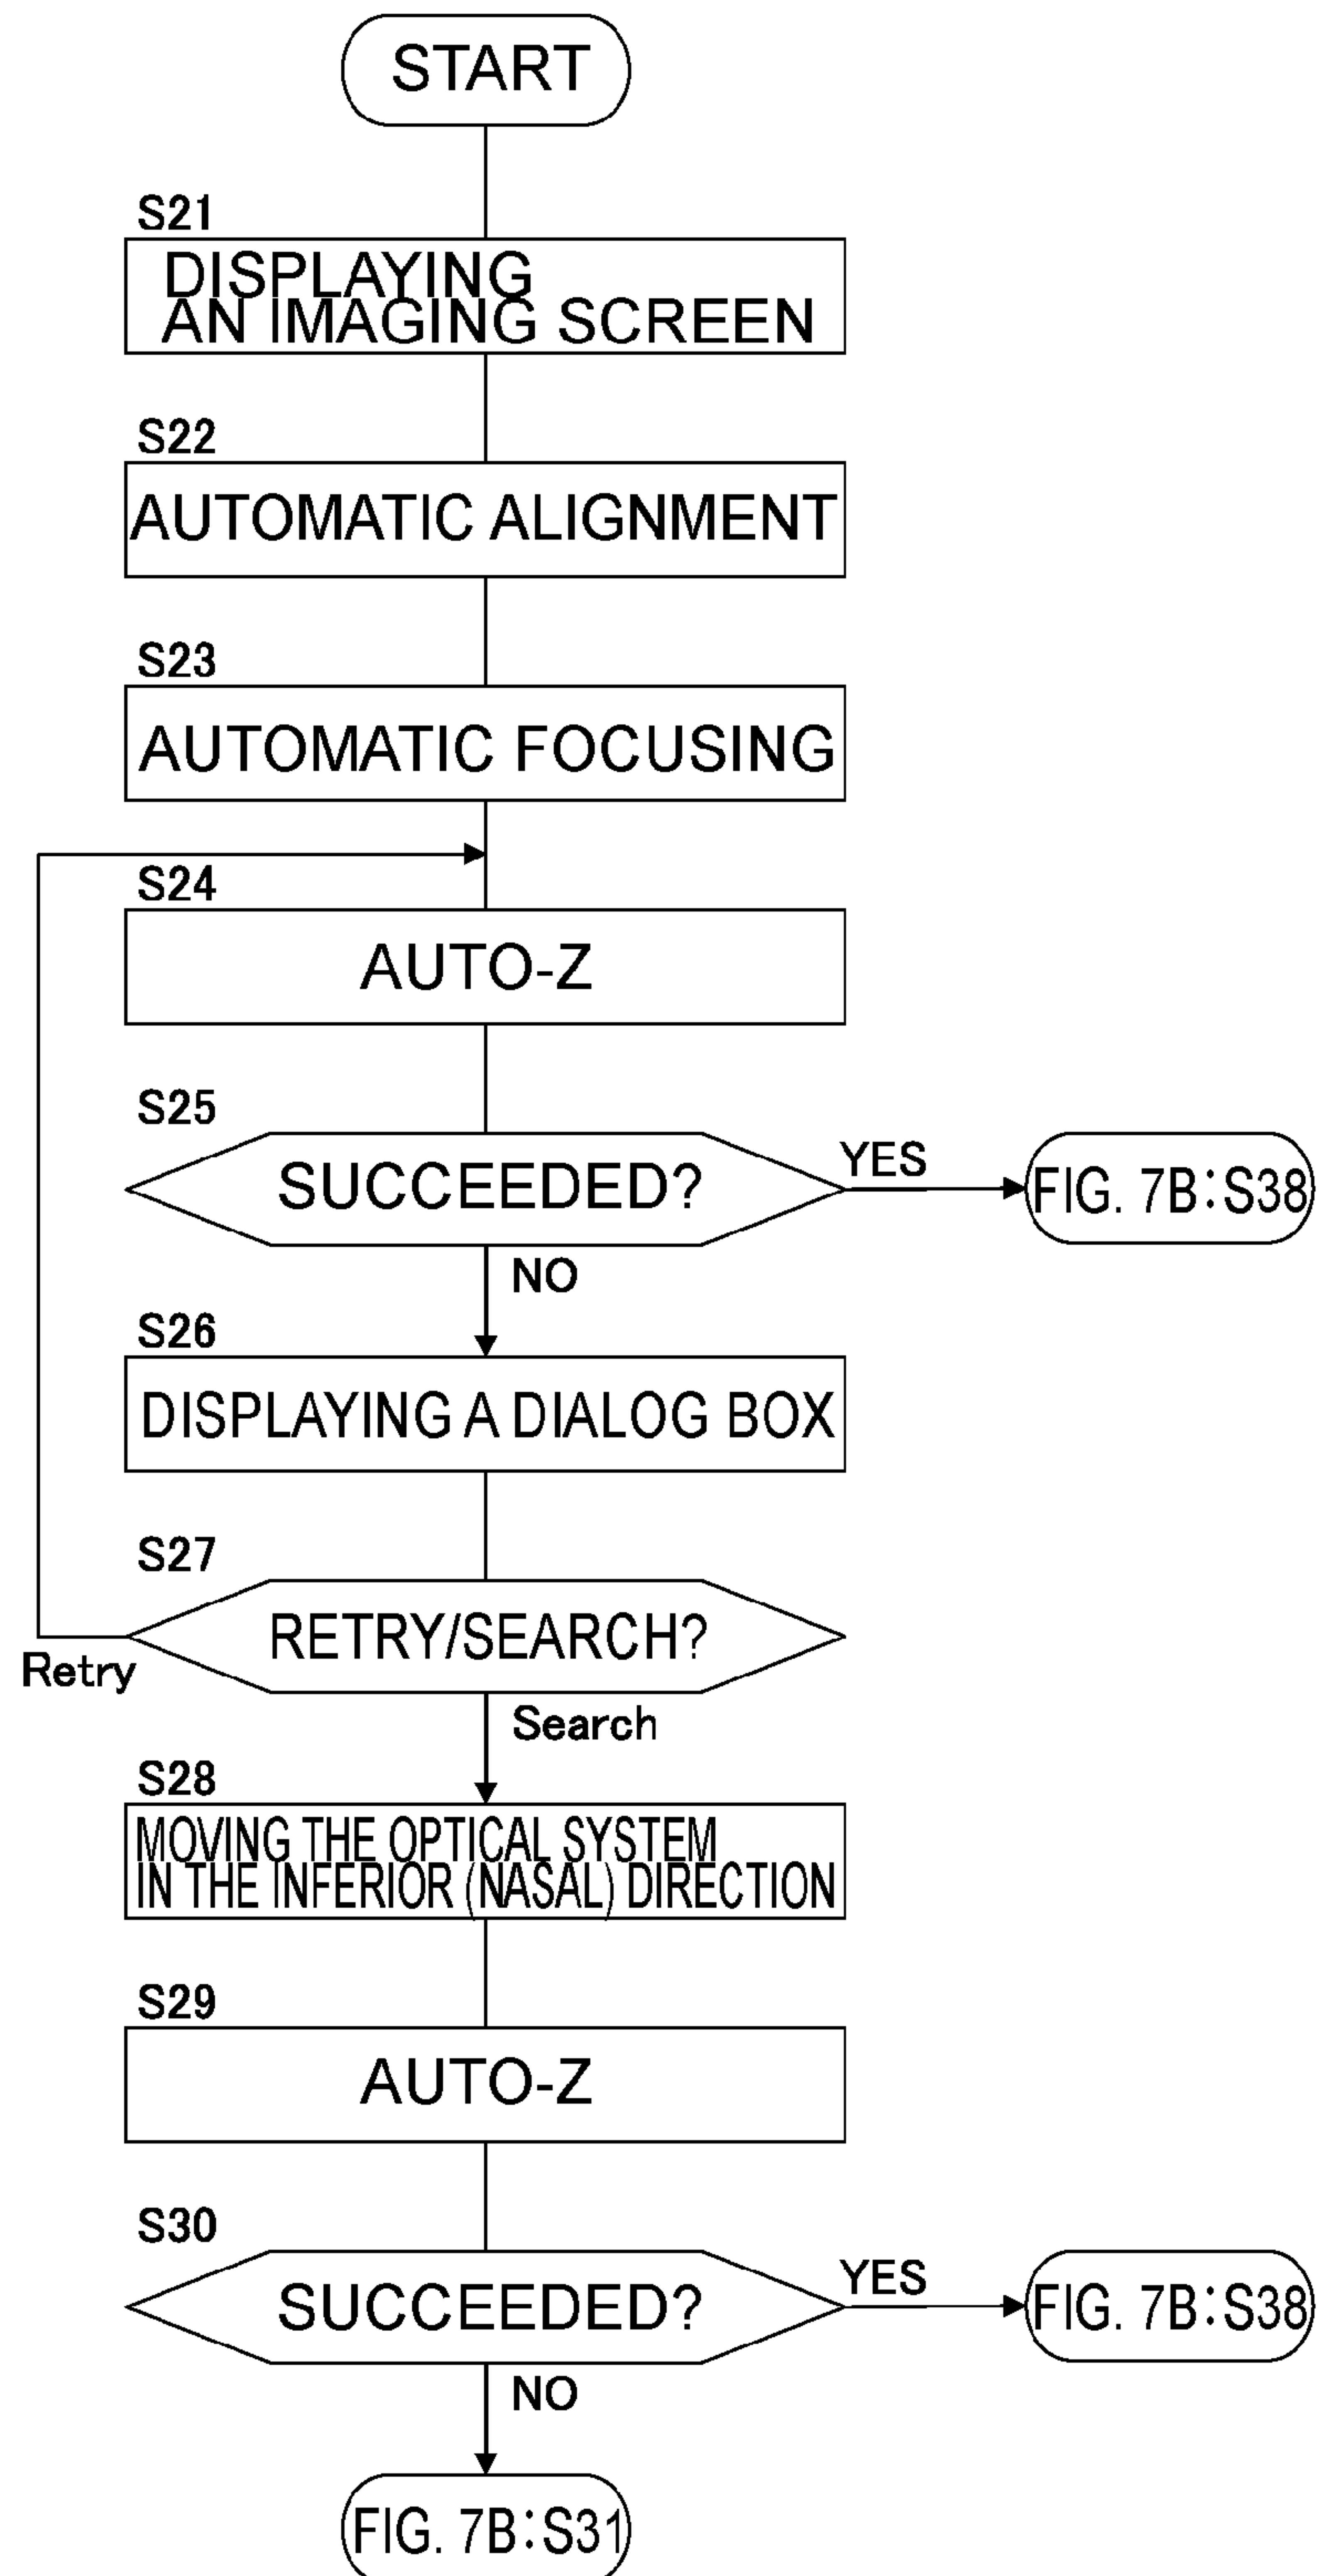 START
S21
DISPLAYING
AN IMAGING SCREEN
S22
AUTOMATIC ALIGNMENT
S23
AUTOMATIC FOCUSING
S24
AUTO-Z
S25
SUCCEEDED?
YES
FIG. 7B:S38
NO
S26
DISPLAYING A DIALOG BOX
S27
RETRY/SEARCH?
Retry
Search
S28
MOVING THE OPTICAL SYSTEM
IN THE INFERIOR (NASAL) DIRECTION
S29
AUTO-Z
S30
SUCCEEDED?
YES
FIG. 7B:S38
NO
FIG. 7B:S31